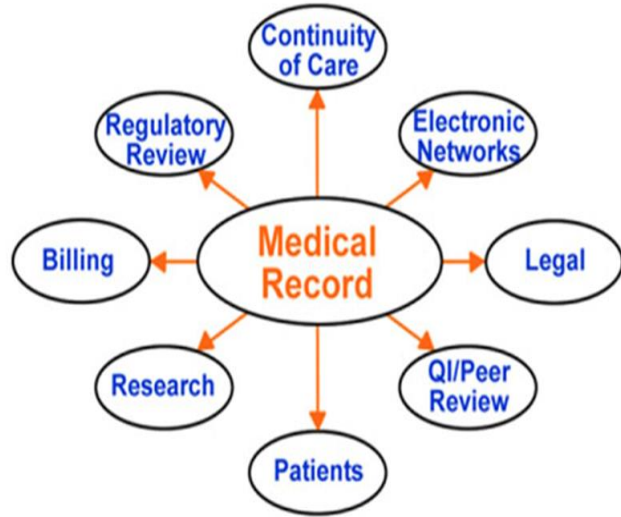 Continuity
of Care
Regulatory
Review
Electronic
Networks
Medical
Record
Billing
Legal
Research
QI/Peer
Review
Patients